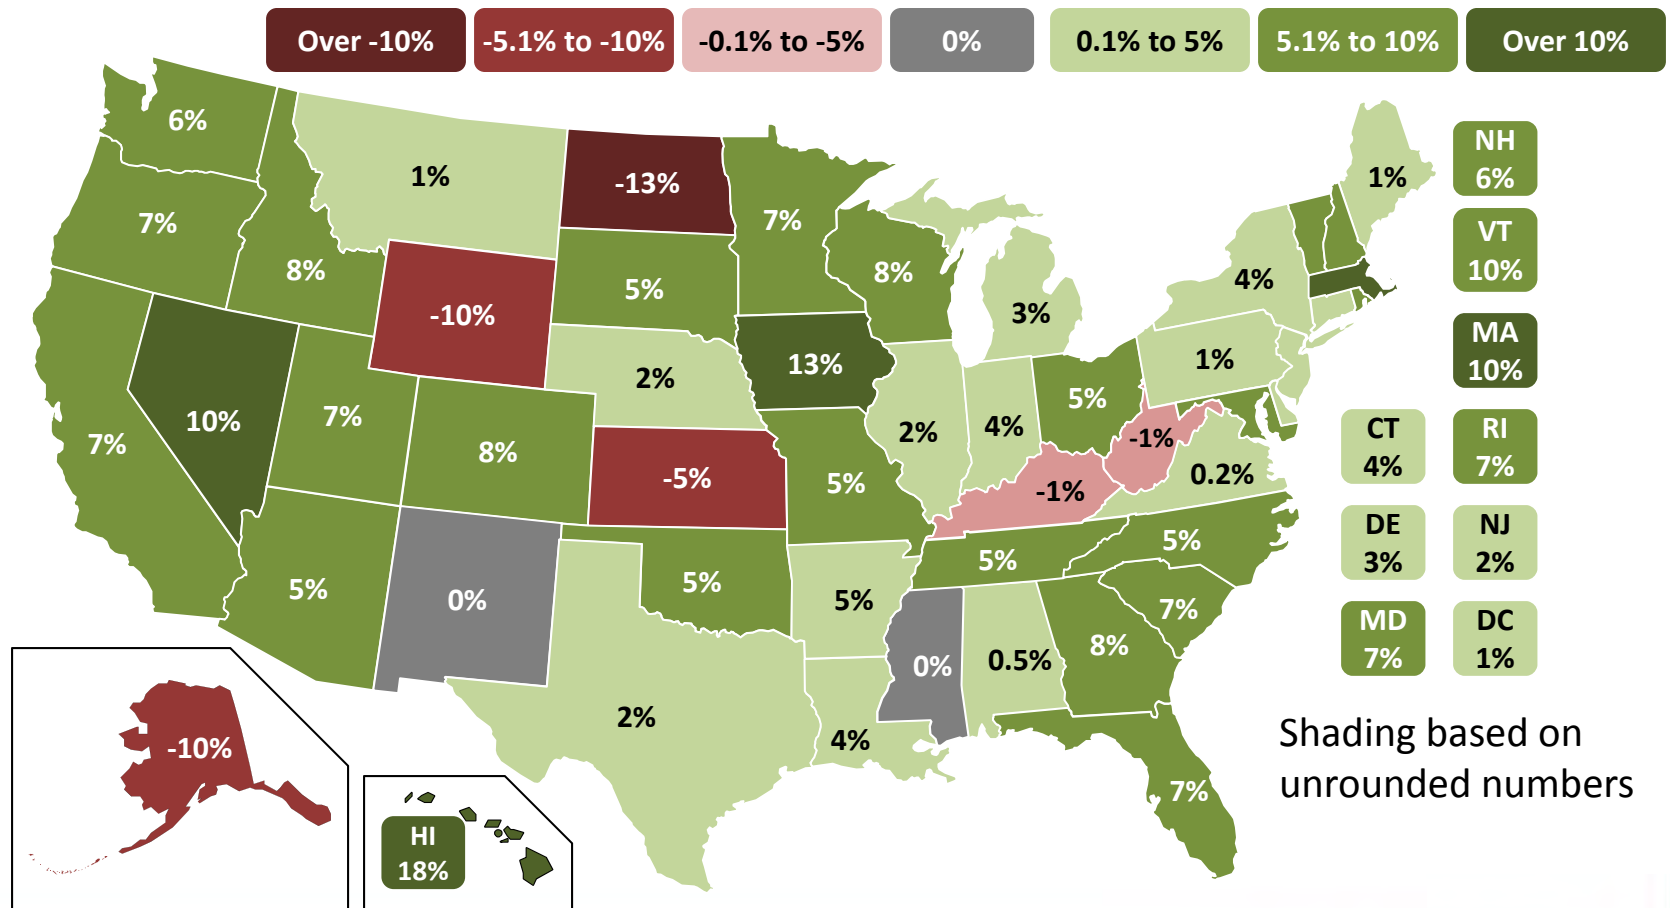 Over -10%
-5.1% to -10%
-0.1% to -5%
0%
0.1% to 5%
5.1% to 10%
Over 10%
6%
1%
-13%
7%
1%
NH
6%
7%
8%
-10%
5%
8%
3%
4%
VT
10%
7%
10%
7%
8%
2%
13%
2%
4%
5%
1%
MA
10%
-5%
5%
-1%
-1%
0.2%
CT
4%
RI
7%
5%
0%
5%
5%
5%
5%
7%
DE
3%
NJ
2%
2%
4%
0%
0.5%
8%
7%
MD
7%
DC
1%
Shading based on
unrounded numbers
-10%
HI
18%